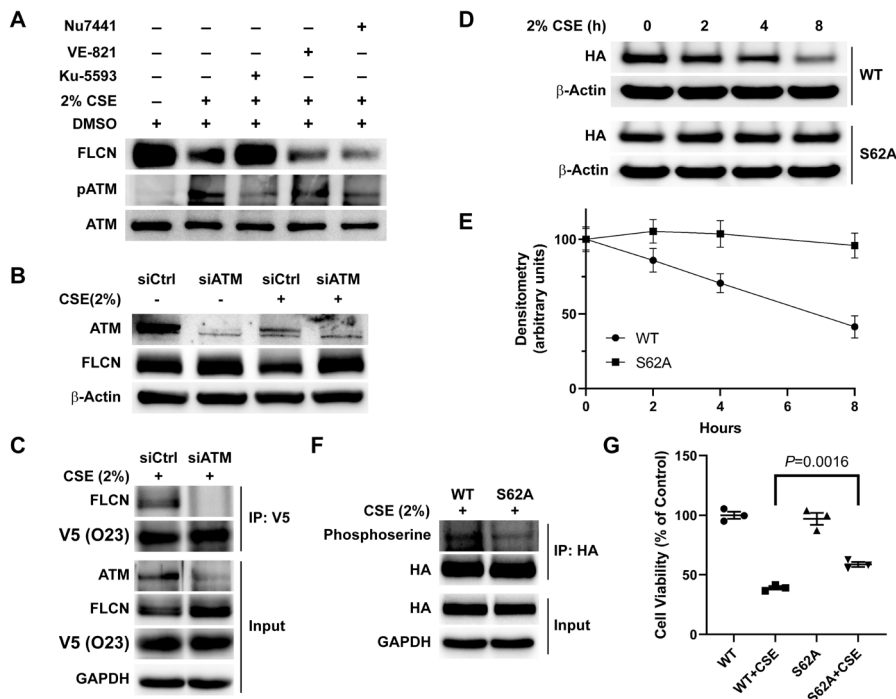 A
Nu7441 – – – – +
VE-821 – – – + –
Ku-5593 – – + – –
2% CSE – + + + +
DMSO + + + + +
FLCN
pATM
ATM
B
siCtrl siATM siCtrl siATM
CSE(2%) - - + +
ATM
FLCN
β-Actin
C
siCtrl siATM
CSE (2%) + +
FLCN
V5 (O23)
IP: V5
ATM
FLCN
V5 (O23)
GAPDH
Input
D
2% CSE (h) 0 2 4 8
HA
β-Actin
WT
HA
β-Actin
S62A
E
Densitometry
(arbitrary units)
100
50
0
WT
S62A
0 2 4 6 8
Hours
F
WT S62A
CSE (2%) + +
Phosphoserine
HA
IP: HA
HA
GAPDH
Input
G
Cell Viability (% of Control)
150
100
50
0
P=0.0016
WT
WT+CSE
S62A
S62A+CSE